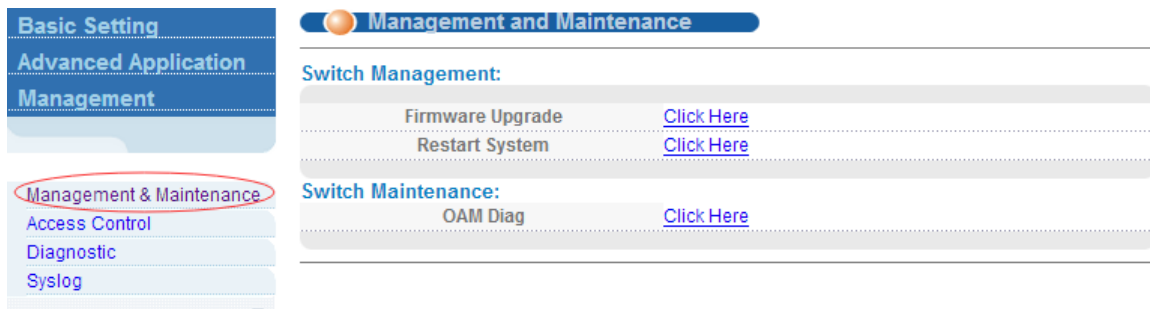 Basic Setting
Advanced Application
Management
Management & Maintenance
Access Control
Diagnostic
Syslog
Management and Maintenance
Switch Management:
Firmware Upgrade Click Here
Restart System Click Here
Switch Maintenance:
OAM Diag Click Here